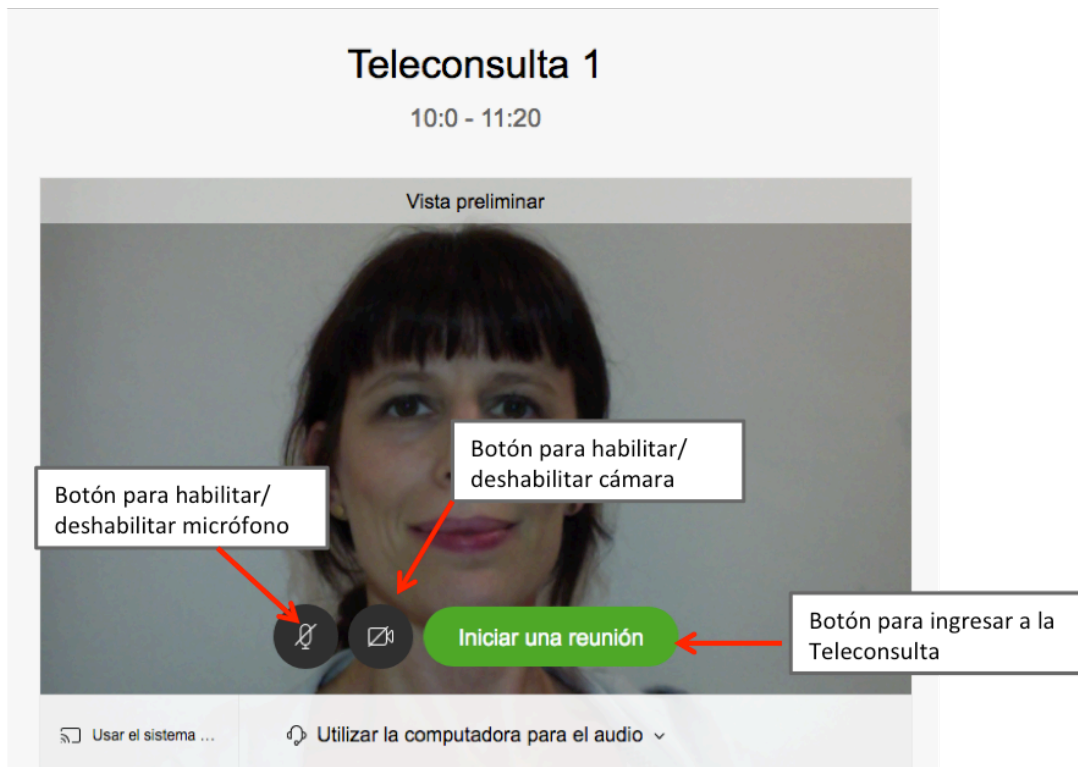 Teleconsulta 1
10:0 - 11:20
Vista preliminar
Botón para habilitar/
deshabilitar cámara
Botón para habilitar/
deshabilitar micrófono
Iniciar una reunión
Botón para ingresar a la
Teleconsulta
Usar el sistema ...
Utilizar la computadora para el audio